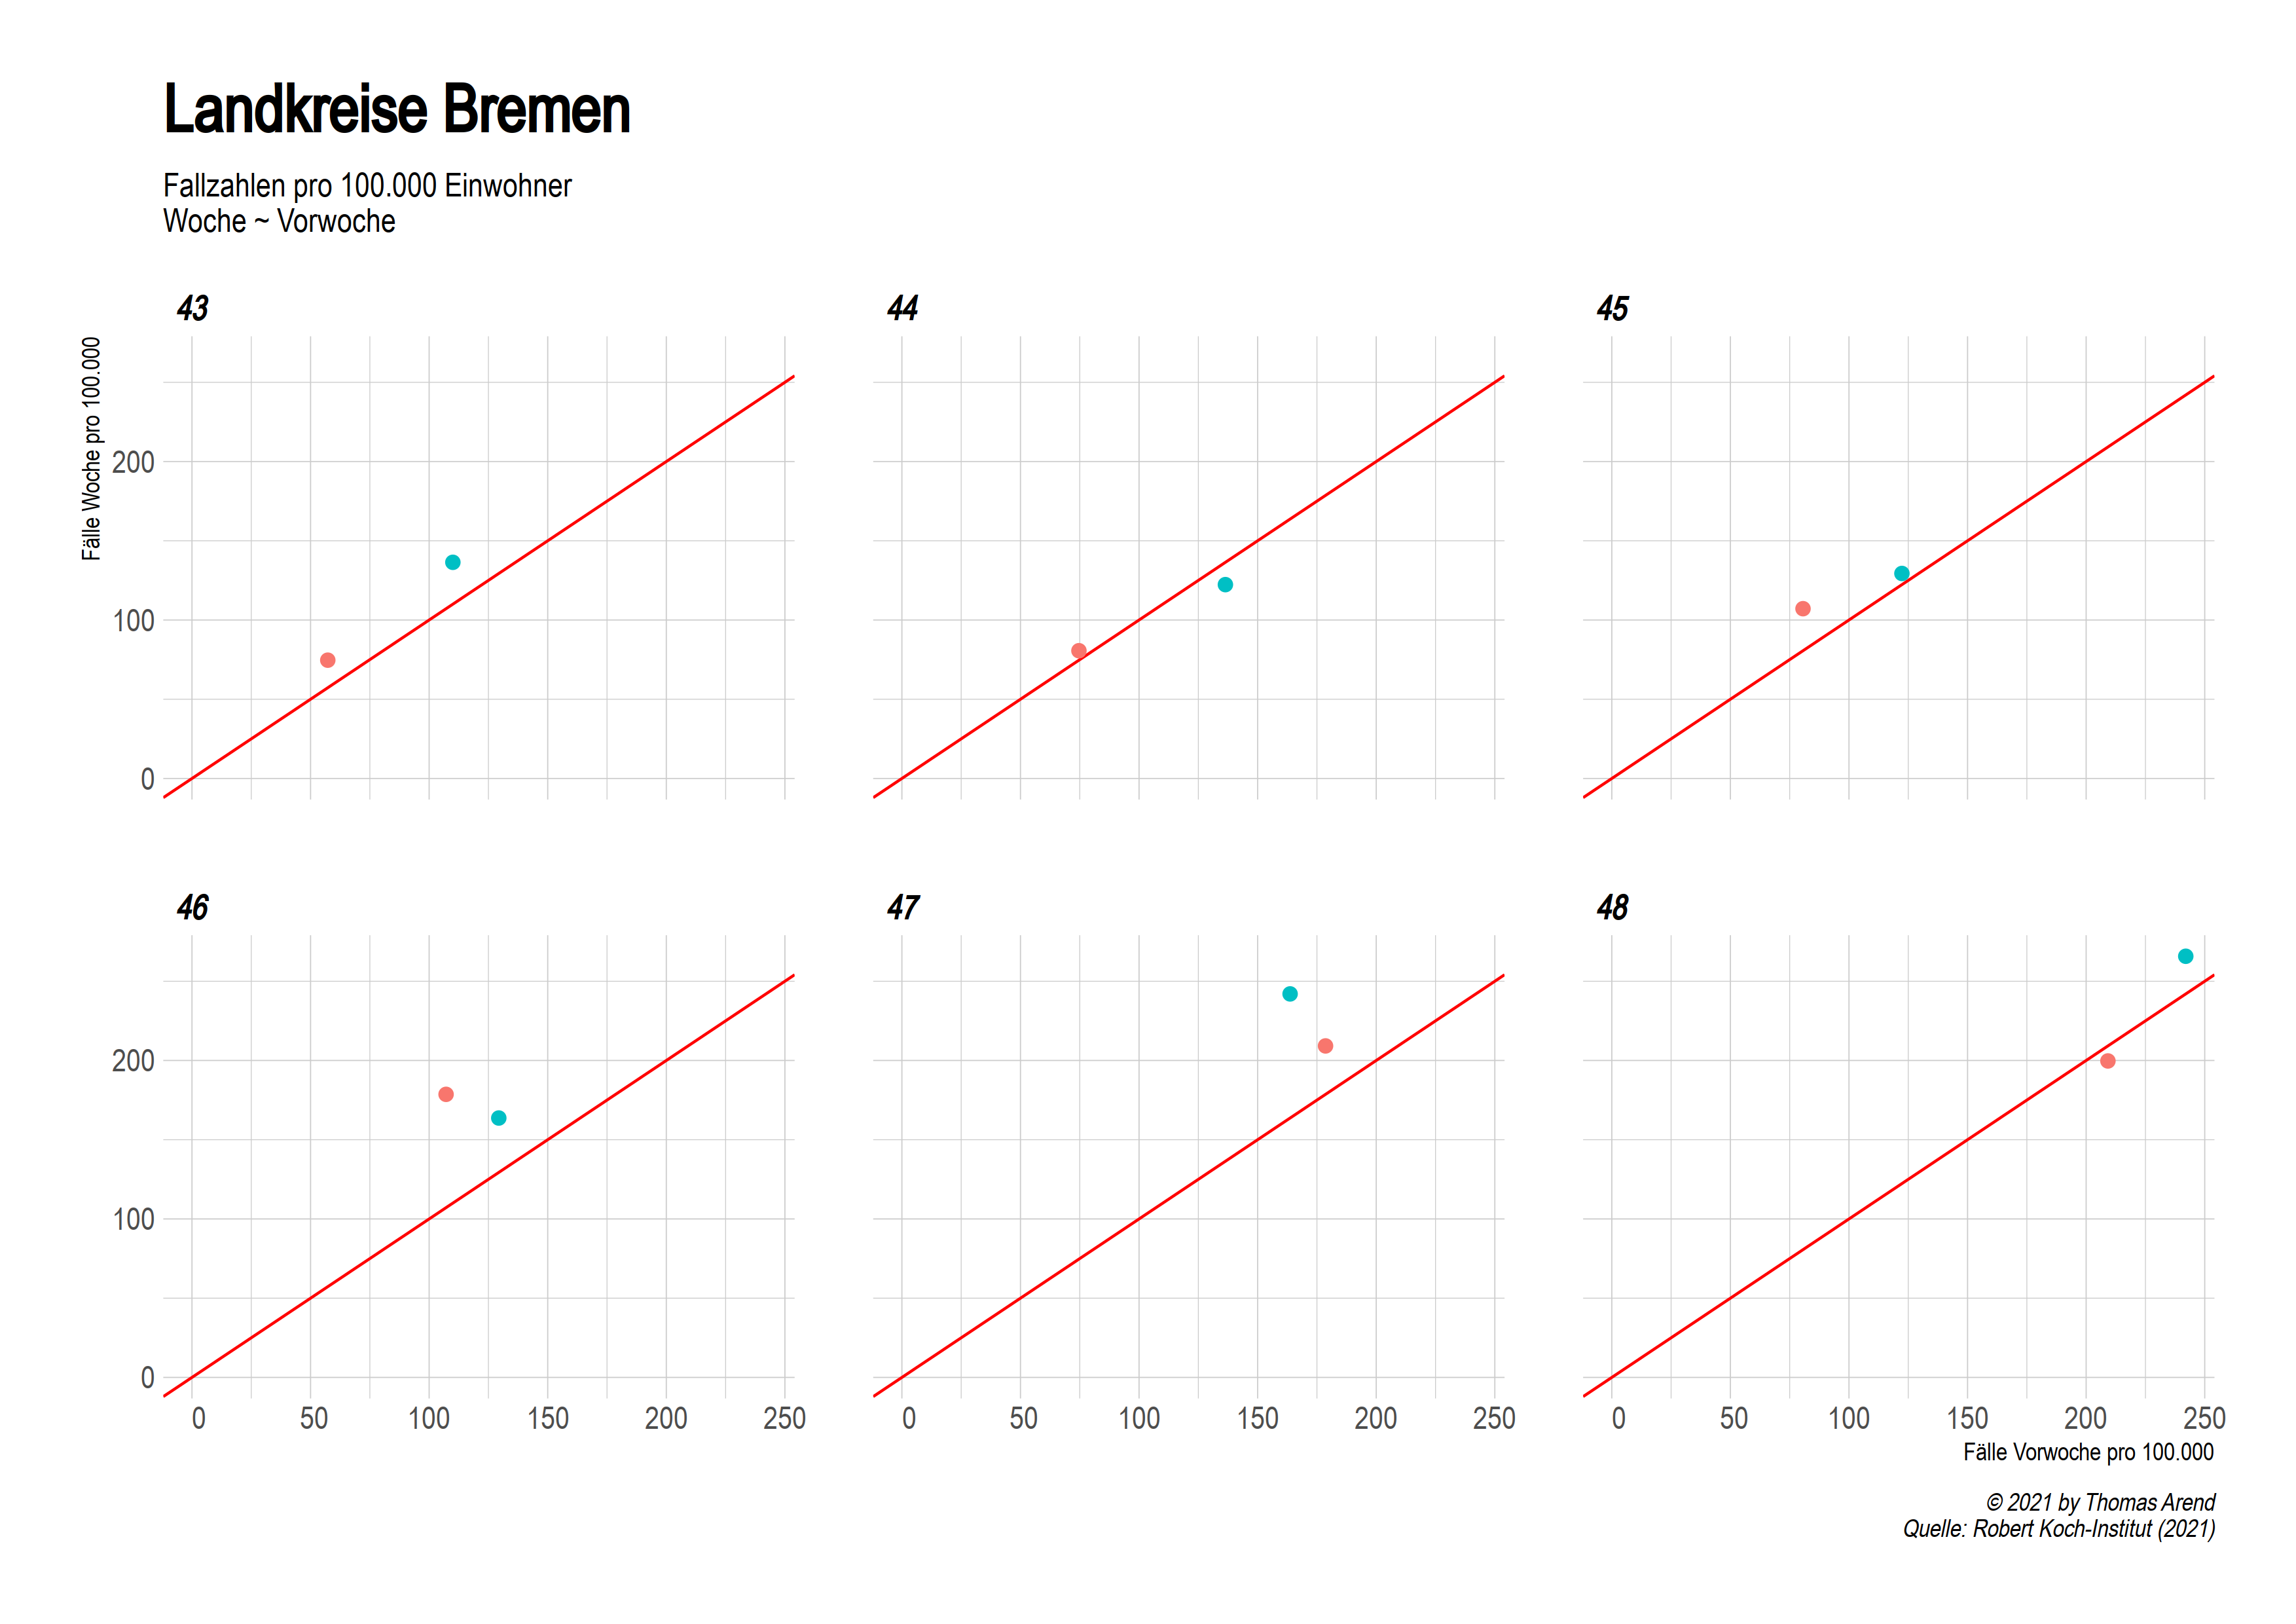 Landkreise Bremen
Fallzahlen pro 100.000 Einwohner
Woche ~ Vorwoche
43
44
45
Fälle Woche pro 100.000
200
100
0
46
47
48
200
100
0
0 50 100 150 200 250
0 50 100 150 200 250
0 50 100 150 200 250
Fälle Vorwoche pro 100.000
© 2021 by Thomas Arend
Quelle: Robert Koch-Institut (2021)